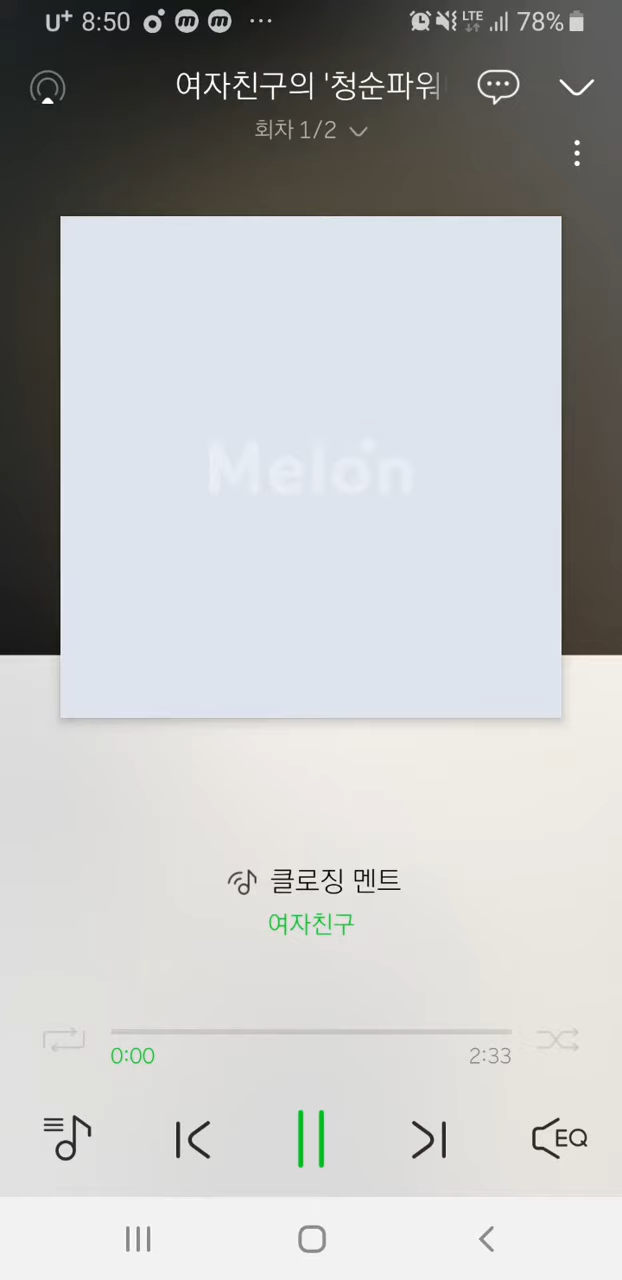 U+ 8:50 ··· LTE 78%
여자친구의 '청순파워
회차 1/2
Melon
클로징 멘트
여자친구
0:00 2:33
EQ